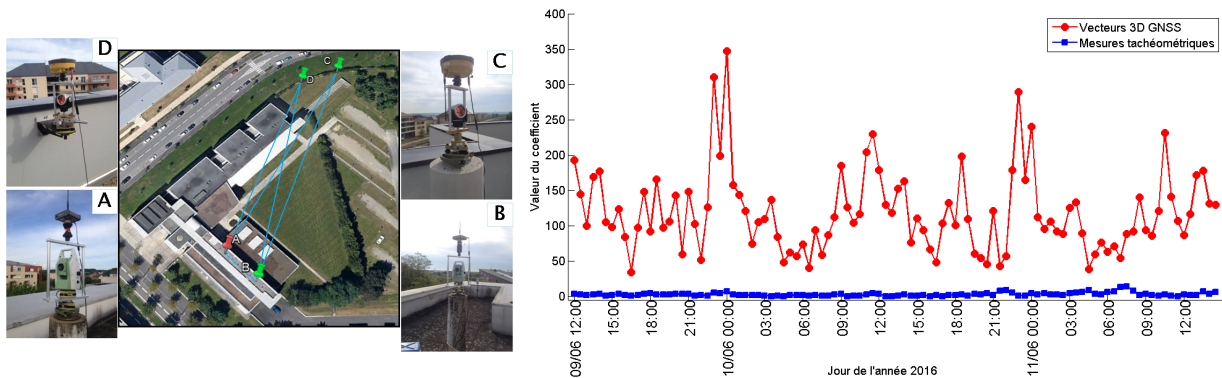 D
A
C
B
D
C
A
B
Vecteurs 3D GNSS
Mesures tachéométriques
Valeur du coefficient
400
350
300
250
200
150
100
50
0
09/06 12:00
15:00
18:00
21:00
10/06 00:00
03:00
06:00
09:00
12:00
15:00
18:00
21:00
11/06 00:00
03:00
06:00
09:00
12:00
Jour de l'année 2016